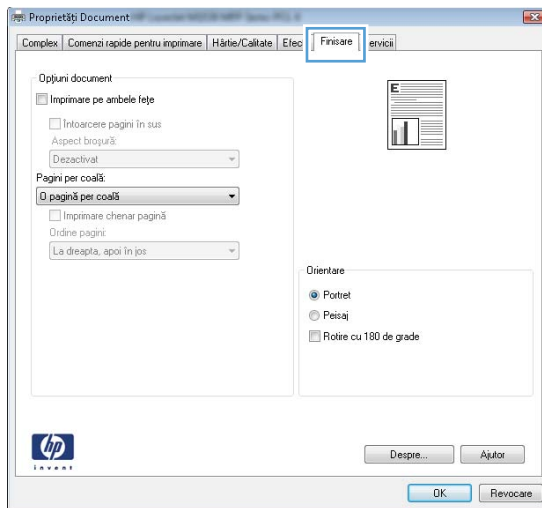 Proprietăți Document
Complex Comenzi rapide pentru imprimare Hârtie/Calitate Efec Finisare ervicii
Opțiuni document
Imprimare pe ambele fețe
Întoarcere pagini în sus
Aspect broșură:
Dezactivat
Pagini per coală:
O pagină per coală
Imprimare chenar pagină
Ordine pagini:
La dreapta, apoi în jos
E
Orientare
Portret
Peisaj
Rotire cu 180 de grade
hp
invent
Despre... Ajutor
OK Revocare